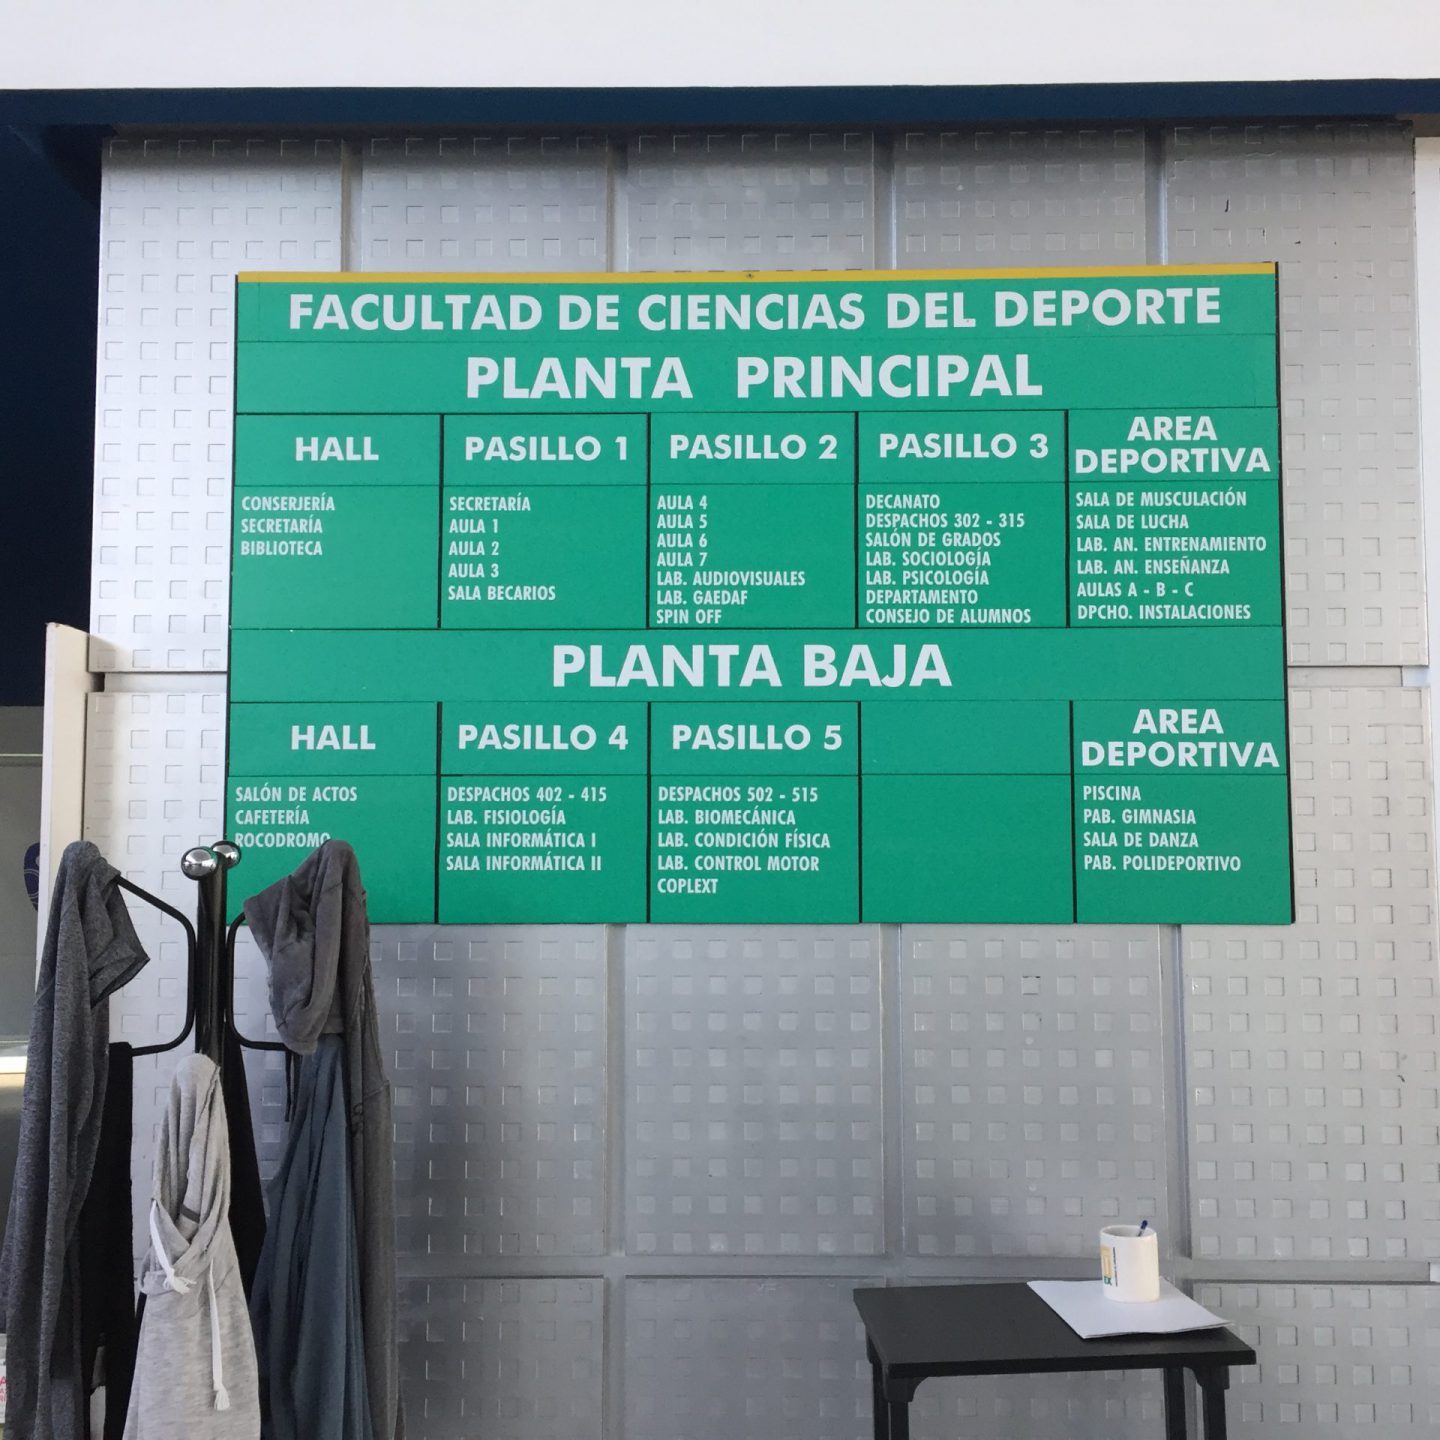 FACULTAD DE CIENCIAS DEL DEPORTE
PLANTA PRINCIPAL
HALL
CONSERJERÍA
SECRETARÍA
BIBLIOTECA
PASILLO 1
SECRETARÍA
AULA 1
AULA 2
AULA 3
SALA BECARIOS
PASILLO 2
AULA 4
AULA 5
AULA 6
AULA 7
LAB. AUDIOVISUALES
LAB. GAEDAF
SPIN OFF
PASILLO 3
DECANATO
DESPACHOS 302 - 315
SALÓN DE GRADOS
LAB. SOCIOLOGÍA
LAB. PSICOLOGÍA
DEPARTAMENTO
CONSEJO DE ALUMNOS
AREA
DEPORTIVA
SALA DE MUSCULACIÓN
SALA DE LUCHA
LAB. AN. ENTRENAMIENTO
LAB. AN. ENSEÑANZA
AULAS A - B - C
DPCHO. INSTALACIONES
PLANTA BAJA
HALL
SALÓN DE ACTOS
CAFETERÍA
ROCODROMO
PASILLO 4
DESPACHOS 402 - 415
LAB. FISIOLOGÍA
SALA INFORMÁTICA I
SALA INFORMÁTICA II
PASILLO 5
DESPACHOS 502 - 515
LAB. BIOMECÁNICA
LAB. CONDICIÓN FÍSICA
LAB. CONTROL MOTOR
COPLEXT
AREA
DEPORTIVA
PISCINA
PAB. GIMNASIA
SALA DE DANZA
PAB. POLIDEPORTIVO